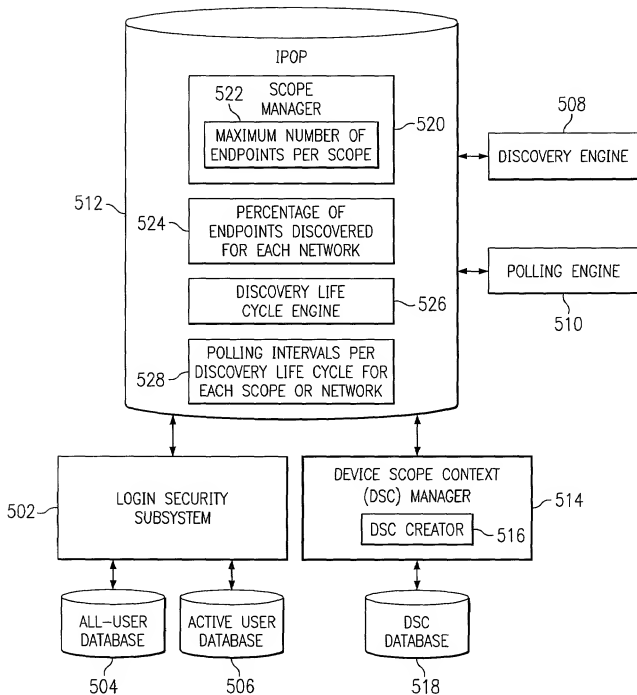 IPOP
SCOPE
MANAGER
522
MAXIMUM NUMBER OF
ENDPOINTS PER SCOPE
520
508
DISCOVERY ENGINE
512
524
PERCENTAGE OF
ENDPOINTS DISCOVERED
FOR EACH NETWORK
POLLING ENGINE
510
DISCOVERY LIFE
CYCLE ENGINE
526
528
POLLING INTERVALS PER
DISCOVERY LIFE CYCLE FOR
EACH SCOPE OR NETWORK
502
LOGIN SECURITY
SUBSYSTEM
DEVICE SCOPE CONTEXT
(DSC) MANAGER
514
DSC CREATOR
516
ALL-USER
DATABASE
504
ACTIVE USER
DATABASE
506
DSC
DATABASE
518